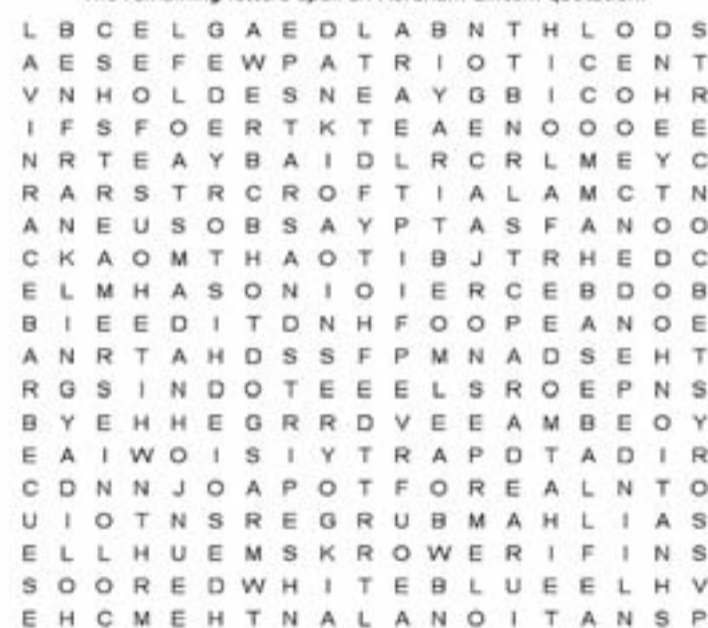 L B C E L G A E D L A B N T H L O D S
A E S E F E W P A T R I O T I C E N T
V N H O L D E S N E A Y G B I C O H R
I F S F O E R T K T E A E N O O O E E
N R T E A Y B A I D L R C R L M E Y C
R A R S T R C R O F T I A L A M C T N
A N E U S O B S A Y P T A S F A N O O
C K A O M T H A O T I B J T R H E D C
E L M H A S O N I O I E R C E B D O B
B I E E D I T D N H F O O P E A N O E
A N R T A H D S S F P M N A D S E H T
R G S I N D O T E E E L S R O E P N S
B Y E H H E G R R D V E E A M B E O Y
E A I W O I S I Y T R A P D T A D I R
C D N N J O A P O T F O R E A L N T O
U I O T N S R E G R U B M A H L I A S
E L L H U E M S K R O W E R I F I N S
S O O R E D W H I T E B L U E E L H V
E H C M E H T N A L A N O I T A N S P